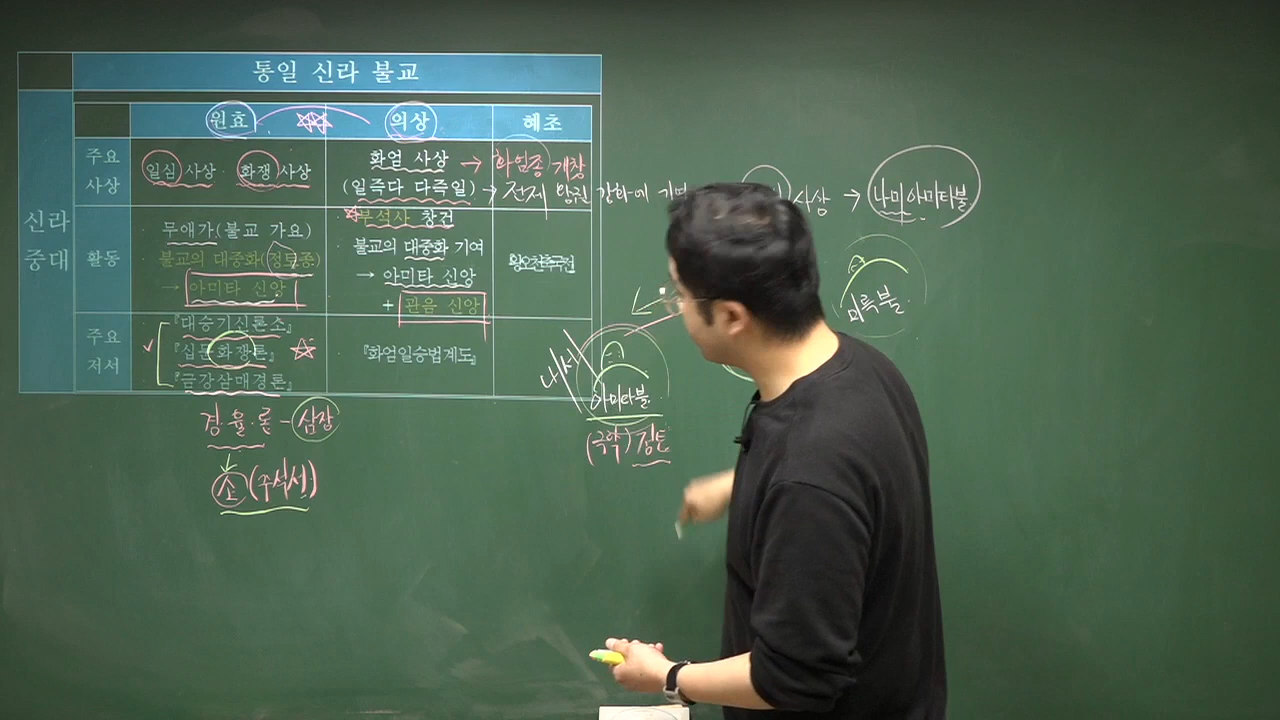 통일 신라 불교
원효 의상 혜초
신라 중대
주요 사상
일심 사상 화쟁 사상
화엄 사상 → 화엄종 개창
(일즉다 다즉일) → 전제 왕권 강화에
사상 → 나미아미타불
활동
무애가(불교 가요)
불교의 대중화(정토종)
→ 아미타 신앙
부석사 창건
불교의 대중화 기여
→ 아미타 신앙
+ 관음 신앙
왕오천축국전
미륵불
주요 저서
『대승기신론소』
『십문화쟁론』
『금강삼매경론』
『화엄일승법계도』
내세
아미타불
(극락) 정토
경·율·론 - 삼장
소 (주석서)